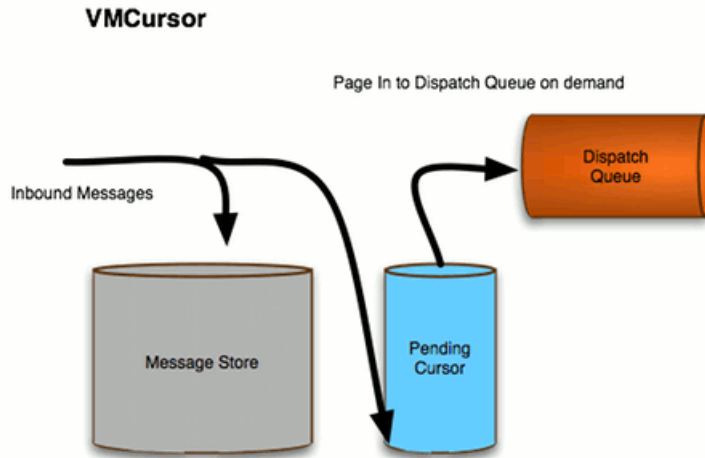 VMCursor
Page In to Dispatch Queue on demand
Dispatch
Queue
Inbound Messages
Message Store
Pending
Cursor